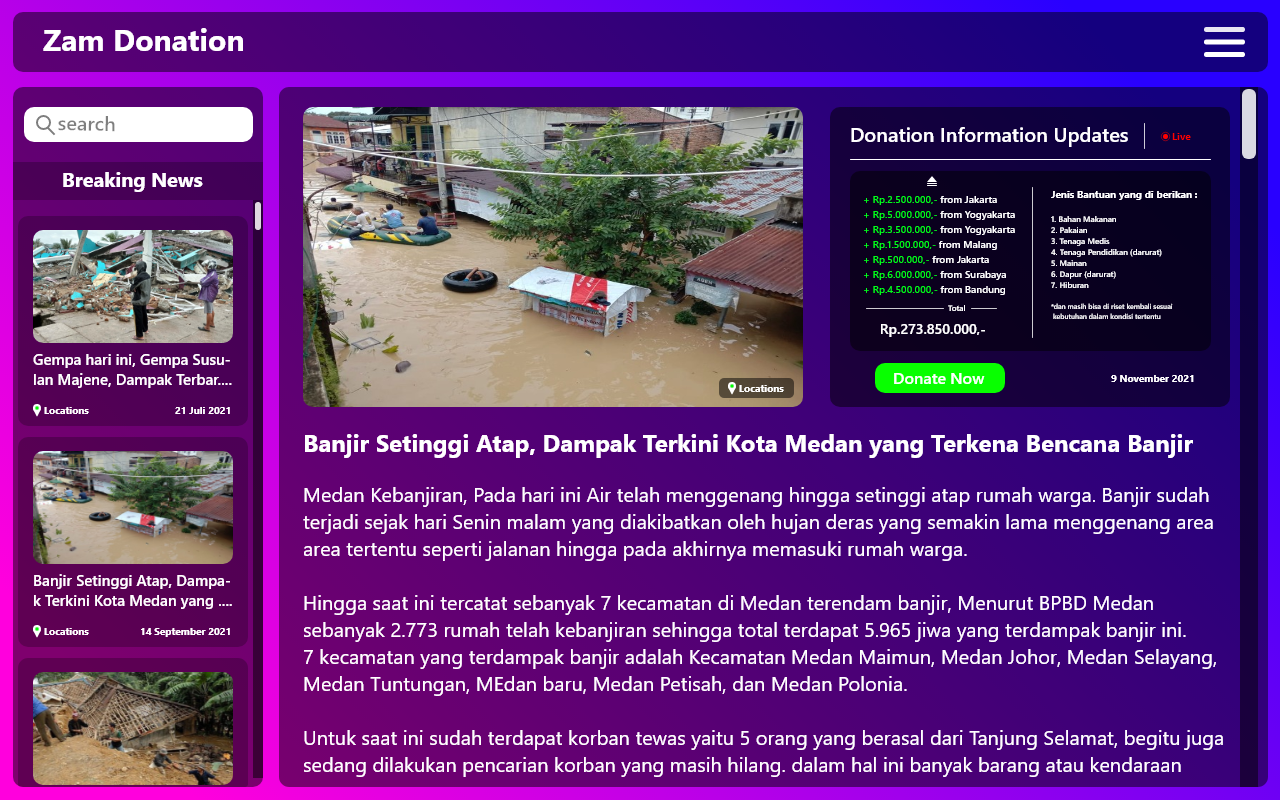 Zam Donation
search
Breaking News
Gempa hari ini, Gempa Susu-
lan Majene, Dampak Terbar....
Locations
21 Juli 2021
Banjir Setinggi Atap, Dampa-
k Terkini Kota Medan yang ....
Locations
14 September 2021
Locations
Donation Information Updates
Live
+ Rp.2.500.000,- from Jakarta
+ Rp.5.000.000,- from Yogyakarta
+ Rp.3.500.000,- from Yogyakarta
+ Rp.1.500.000,- from Malang
+ Rp.500.000,- from Jakarta
+ Rp.6.000.000,- from Surabaya
+ Rp.4.500.000,- from Bandung
Total
Rp.273.850.000,-
Jenis Bantuan yang di berikan :
1. Bahan Makanan
2. Pakaian
3. Tenaga Medis
4. Tenaga Pendidikan (darurat)
5. Mainan
6. Dapur (darurat)
7. Hiburan
*dan masih bisa di riset kembali sesuai
kebutuhan dalam kondisi tertentu
Donate Now
9 November 2021
Banjir Setinggi Atap, Dampak Terkini Kota Medan yang Terkena Bencana Banjir
Medan Kebanjiran, Pada hari ini Air telah menggenang hingga setinggi atap rumah warga. Banjir sudah
terjadi sejak hari Senin malam yang diakibatkan oleh hujan deras yang semakin lama menggenang area
area tertentu seperti jalanan hingga pada akhirnya memasuki rumah warga.
Hingga saat ini tercatat sebanyak 7 kecamatan di Medan terendam banjir, Menurut BPBD Medan
sebanyak 2.773 rumah telah kebanjiran sehingga total terdapat 5.965 jiwa yang terdampak banjir ini.
7 kecamatan yang terdampak banjir adalah Kecamatan Medan Maimun, Medan Johor, Medan Selayang,
Medan Tuntungan, MEdan baru, Medan Petisah, dan Medan Polonia.
Untuk saat ini sudah terdapat korban tewas yaitu 5 orang yang berasal dari Tanjung Selamat, begitu juga
sedang dilakukan pencarian korban yang masih hilang. dalam hal ini banyak barang atau kendaraan